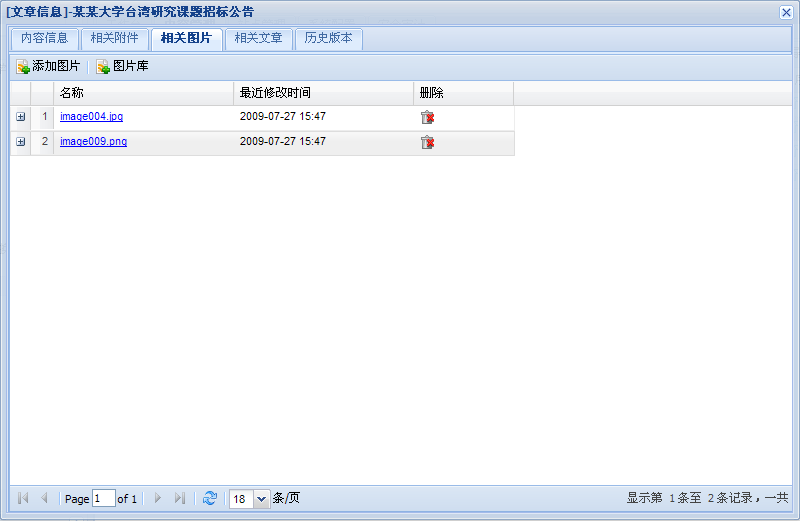 [文章信息]-某某大学台湾研究课题招标公告
内容信息 相关附件 相关图片 相关文章 历史版本
添加图片 图片库
名称 最近修改时间 删除
1 image004.jpg 2009-07-27 15:47
2 image009.png 2009-07-27 15:47
Page 1 of 1 18 条/页 显示第 1条至 2条记录，一共